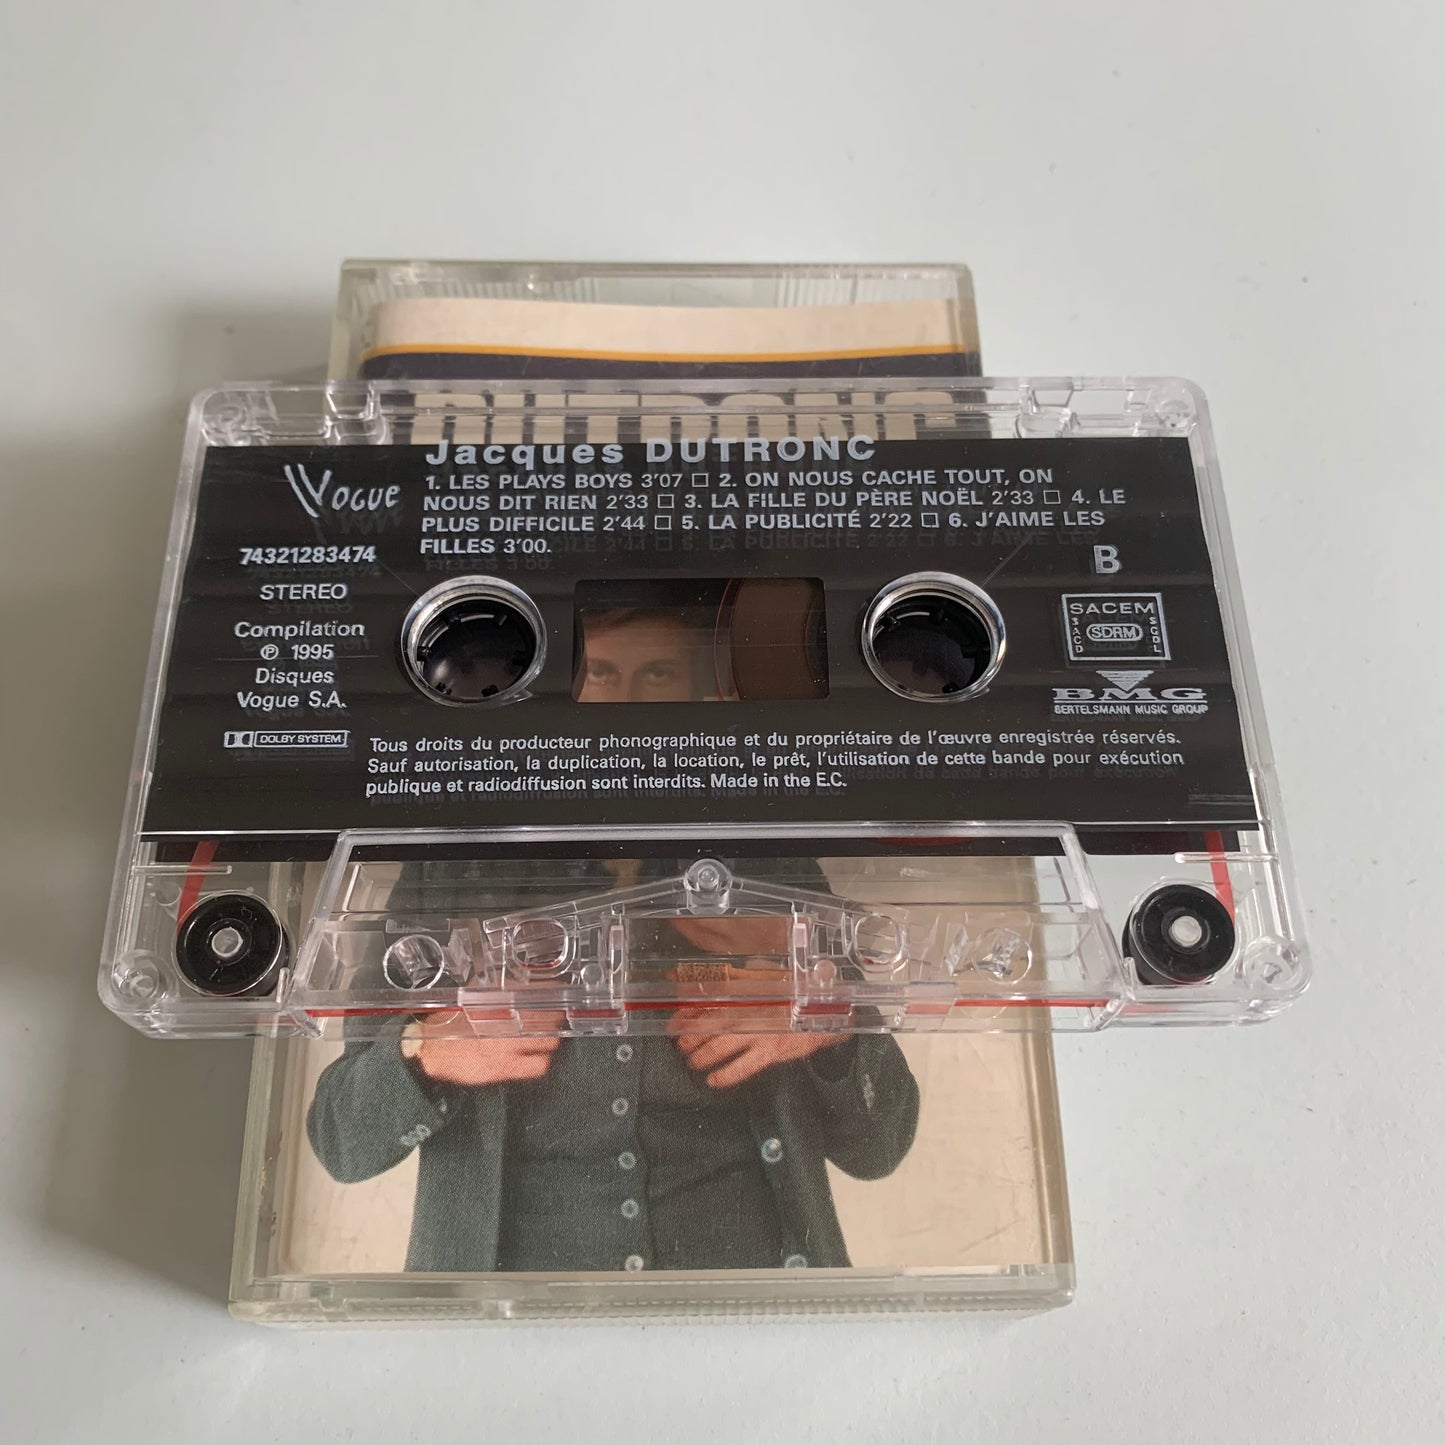 DUTRONC
Jacques DUTRONC
1. LES PLAYS BOYS 3'07 □ 2. ON NOUS CACHE TOUT, ON
NOUS DIT RIEN 2'33 □ 3. LA FILLE DU PÈRE NOËL 2'33 □ 4. LE
PLUS DIFFICILE 2'44 □ 5. LA PUBLICITÉ 2'22 □ 6. J'AIME LES
FILLES 3'00.
VOGUE
74321283474
STEREO
Compilation
℗ 1995
Disques
Vogue S.A.
DOLBY SYSTEM
B
SACEM
SACD
SDRM
SGDL
BMG
BERTELSMANN MUSIC GROUP
Tous droits du producteur phonographique et du propriétaire de l'œuvre enregistrée réservés.
Sauf autorisation, la duplication, la location, le prêt, l'utilisation de cette bande pour exécution
publique et radiodiffusion sont interdits. Made in the E.C.